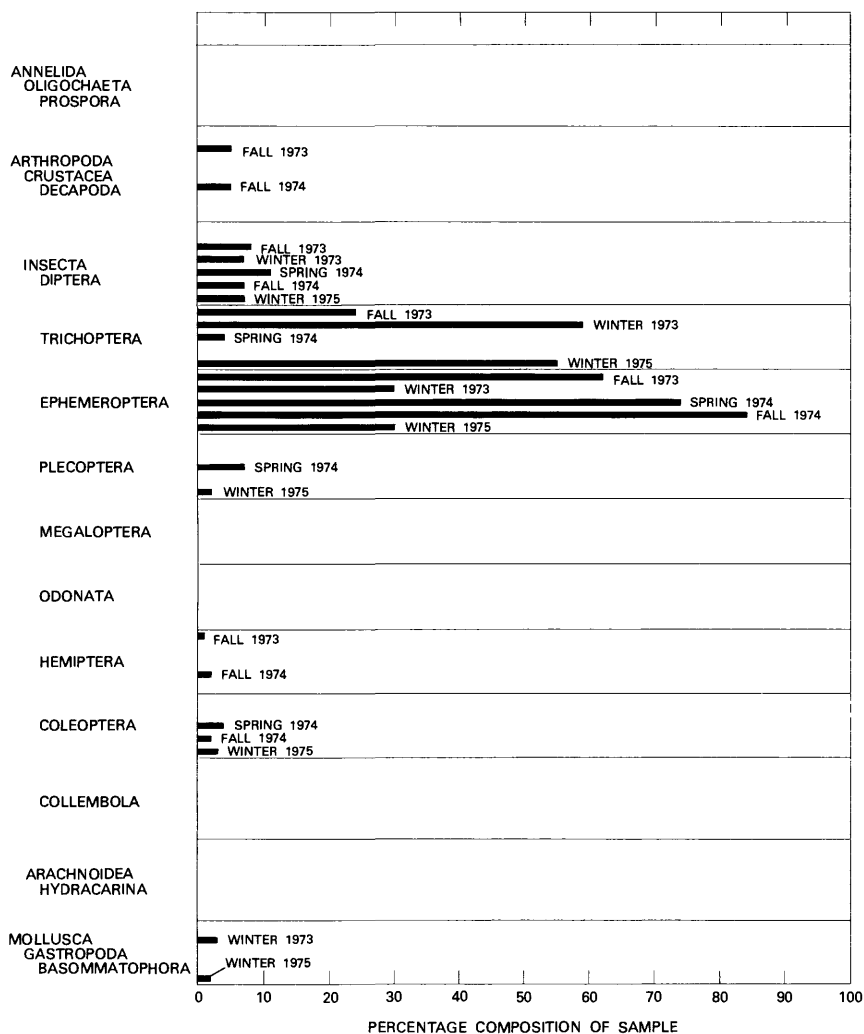 ANNELIDA
OLIGOCHAETA
PROSPORA
ARTHROPODA
CRUSTACEA
DECAPODA
FALL 1973
FALL 1974
INSECTA
DIPTERA
FALL 1973
WINTER 1973
SPRING 1974
FALL 1974
WINTER 1975
TRICHOPTERA
FALL 1973
WINTER 1973
SPRING 1974
WINTER 1975
EPHEMEROPTERA
FALL 1973
WINTER 1973
SPRING 1974
FALL 1974
WINTER 1975
PLECOPTERA
SPRING 1974
WINTER 1975
MEGALOPTERA
ODONATA
HEMIPTERA
FALL 1973
FALL 1974
COLEOPTERA
SPRING 1974
FALL 1974
WINTER 1975
COLLEMBOLA
ARACHNOIDEA
HYDRACARINA
MOLLUSCA
GASTROPODA
BASOMMATOPHORA
WINTER 1973
WINTER 1975
0 10 20 30 40 50 60 70 80 90 100
PERCENTAGE COMPOSITION OF SAMPLE